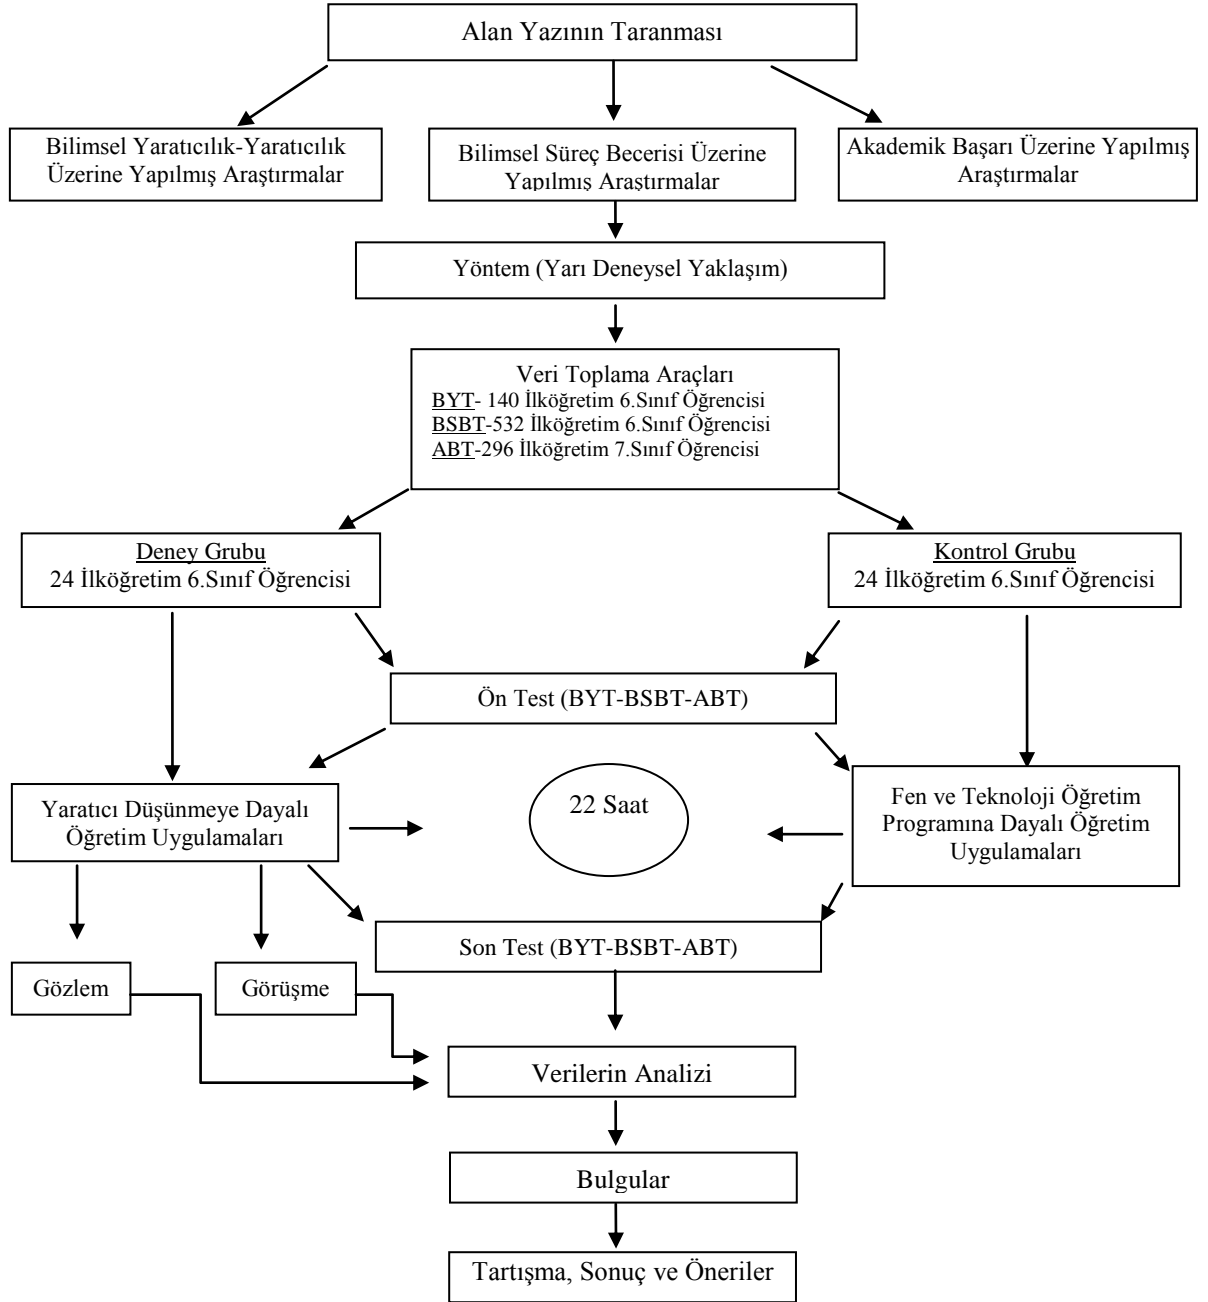 Alan Yazının Taranması
Bilimsel Yaratıcılık-Yaratıcılık
Üzerine Yapılmış Araştırmalar
Bilimsel Süreç Becerisi Üzerine
Yapılmış Araştırmalar
Akademik Başarı Üzerine Yapılmış
Araştırmalar
Yöntem (Yarı Deneysel Yaklaşım)
Veri Toplama Araçları
BYT- 140 İlköğretim 6.Sınıf Öğrencisi
BSBT-532 İlköğretim 6.Sınıf Öğrencisi
ABT-296 İlköğretim 7.Sınıf Öğrencisi
Deney Grubu
24 İlköğretim 6.Sınıf Öğrencisi
Kontrol Grubu
24 İlköğretim 6.Sınıf Öğrencisi
Ön Test (BYT-BSBT-ABT)
Yaratıcı Düşünmeye Dayalı
Öğretim Uygulamaları
22 Saat
Fen ve Teknoloji Öğretim
Programına Dayalı Öğretim
Uygulamaları
Son Test (BYT-BSBT-ABT)
Gözlem
Görüşme
Verilerin Analizi
Bulgular
Tartışma, Sonuç ve Öneriler